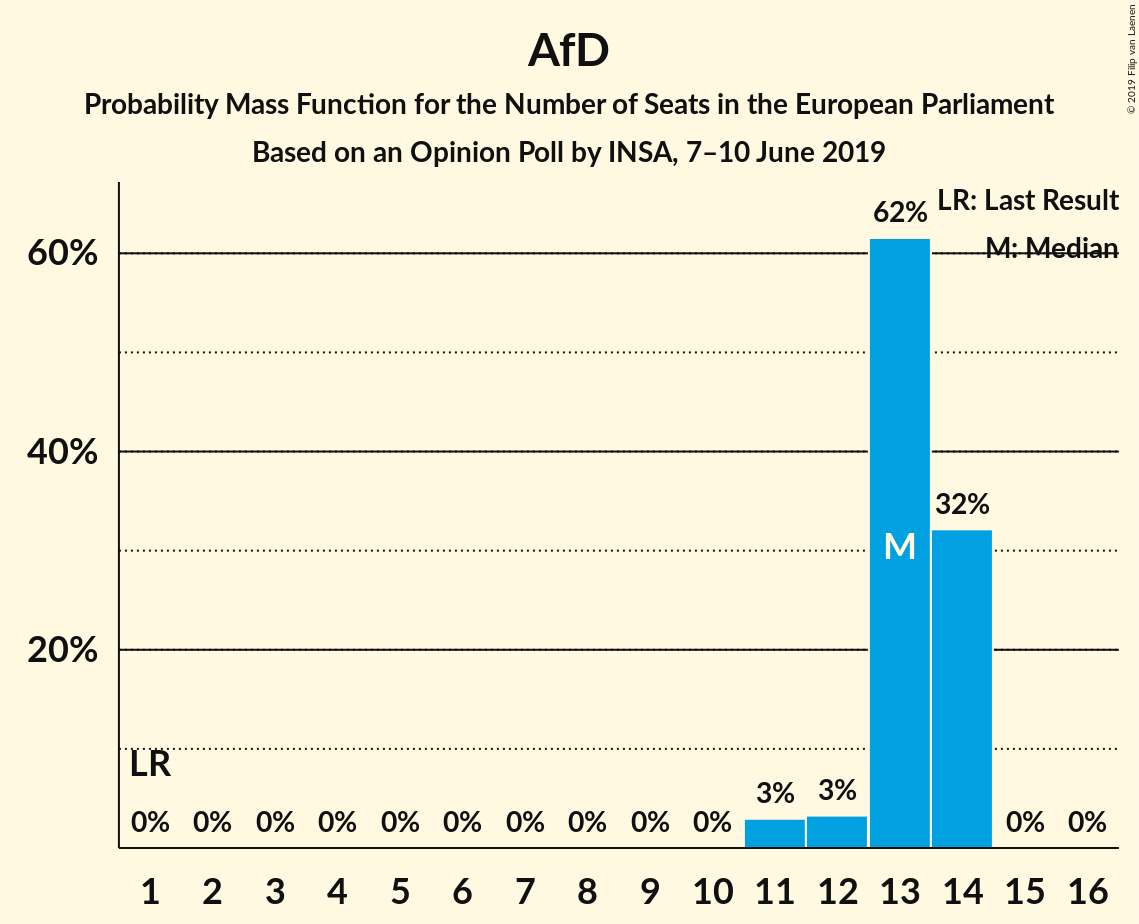 AfD
Probability Mass Function for the Number of Seats in the European Parliament
Based on an Opinion Poll by INSA, 7–10 June 2019
© 2019 Filip van Laenen
LR: Last Result
M: Median
60%
40%
20%
62%
32%
M
LR
0% 0% 0% 0% 0% 0% 0% 0% 0% 0% 3% 3% 0% 0%
1 2 3 4 5 6 7 8 9 10 11 12 13 14 15 16